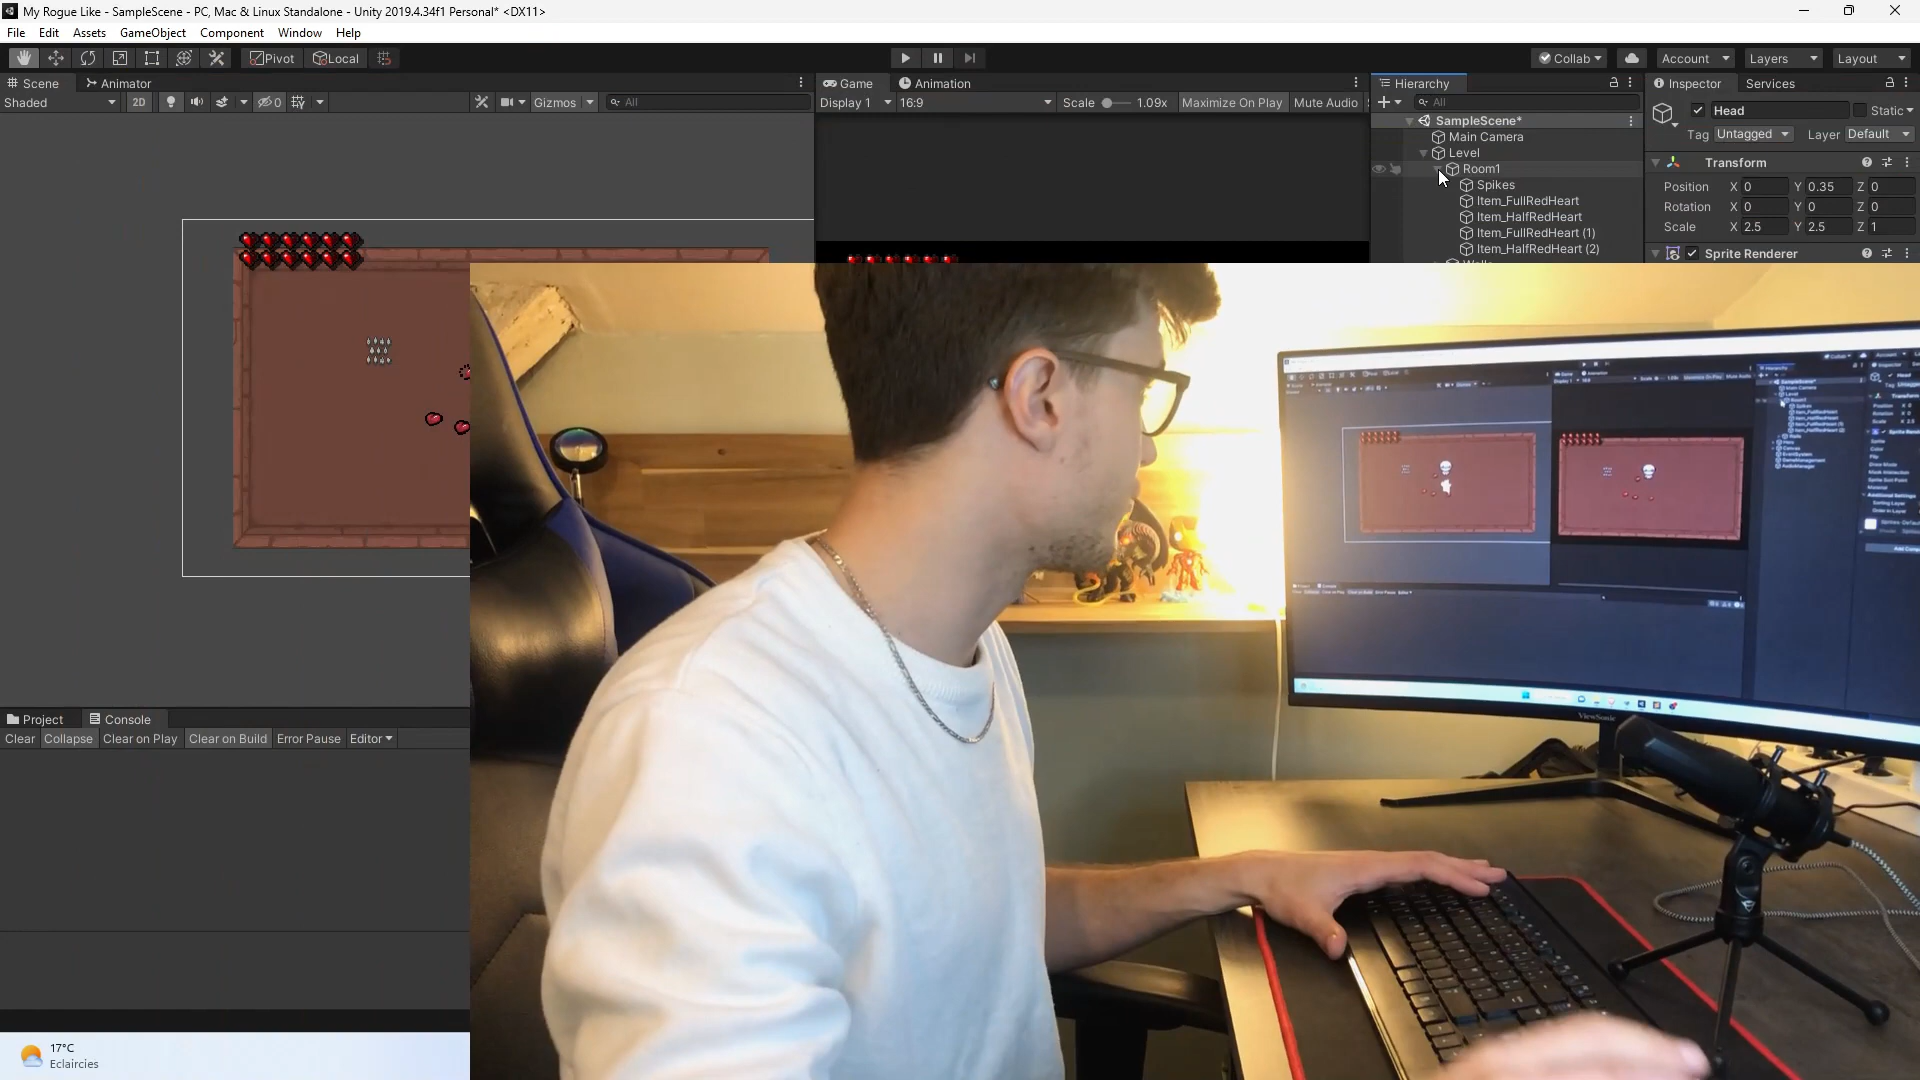 My Rogue Like - SampleScene - PC, Mac & Linux Standalone - Unity 2019.4.34f1 Personal* <DX11>
File Edit Assets GameObject Component Window Help
Pivot Local Collab Account Layers Layout
Scene Animator Game Animation Hierarchy Inspector Services
Shaded 2D 0 Gizmos All Display 1 16:9 Scale 1.09x Maximize On Play Mute Audio All Head Static
SampleScene* Tag Untagged Layer Default
Main Camera
Level Transform
Room1
Spikes Position X 0 Y 0.35 Z 0
Item_FullRedHeart Rotation X 0 Y 0 Z 0
Item_HalfRedHeart Scale X 2.5 Y 2.5 Z 1
Item_FullRedHeart (1)
Item_HalfRedHeart (2) Sprite Renderer
ViewSonic
Project Console
Clear Collapse Clear on Play Clear on Build Error Pause Editor
17°C
Eclaircies